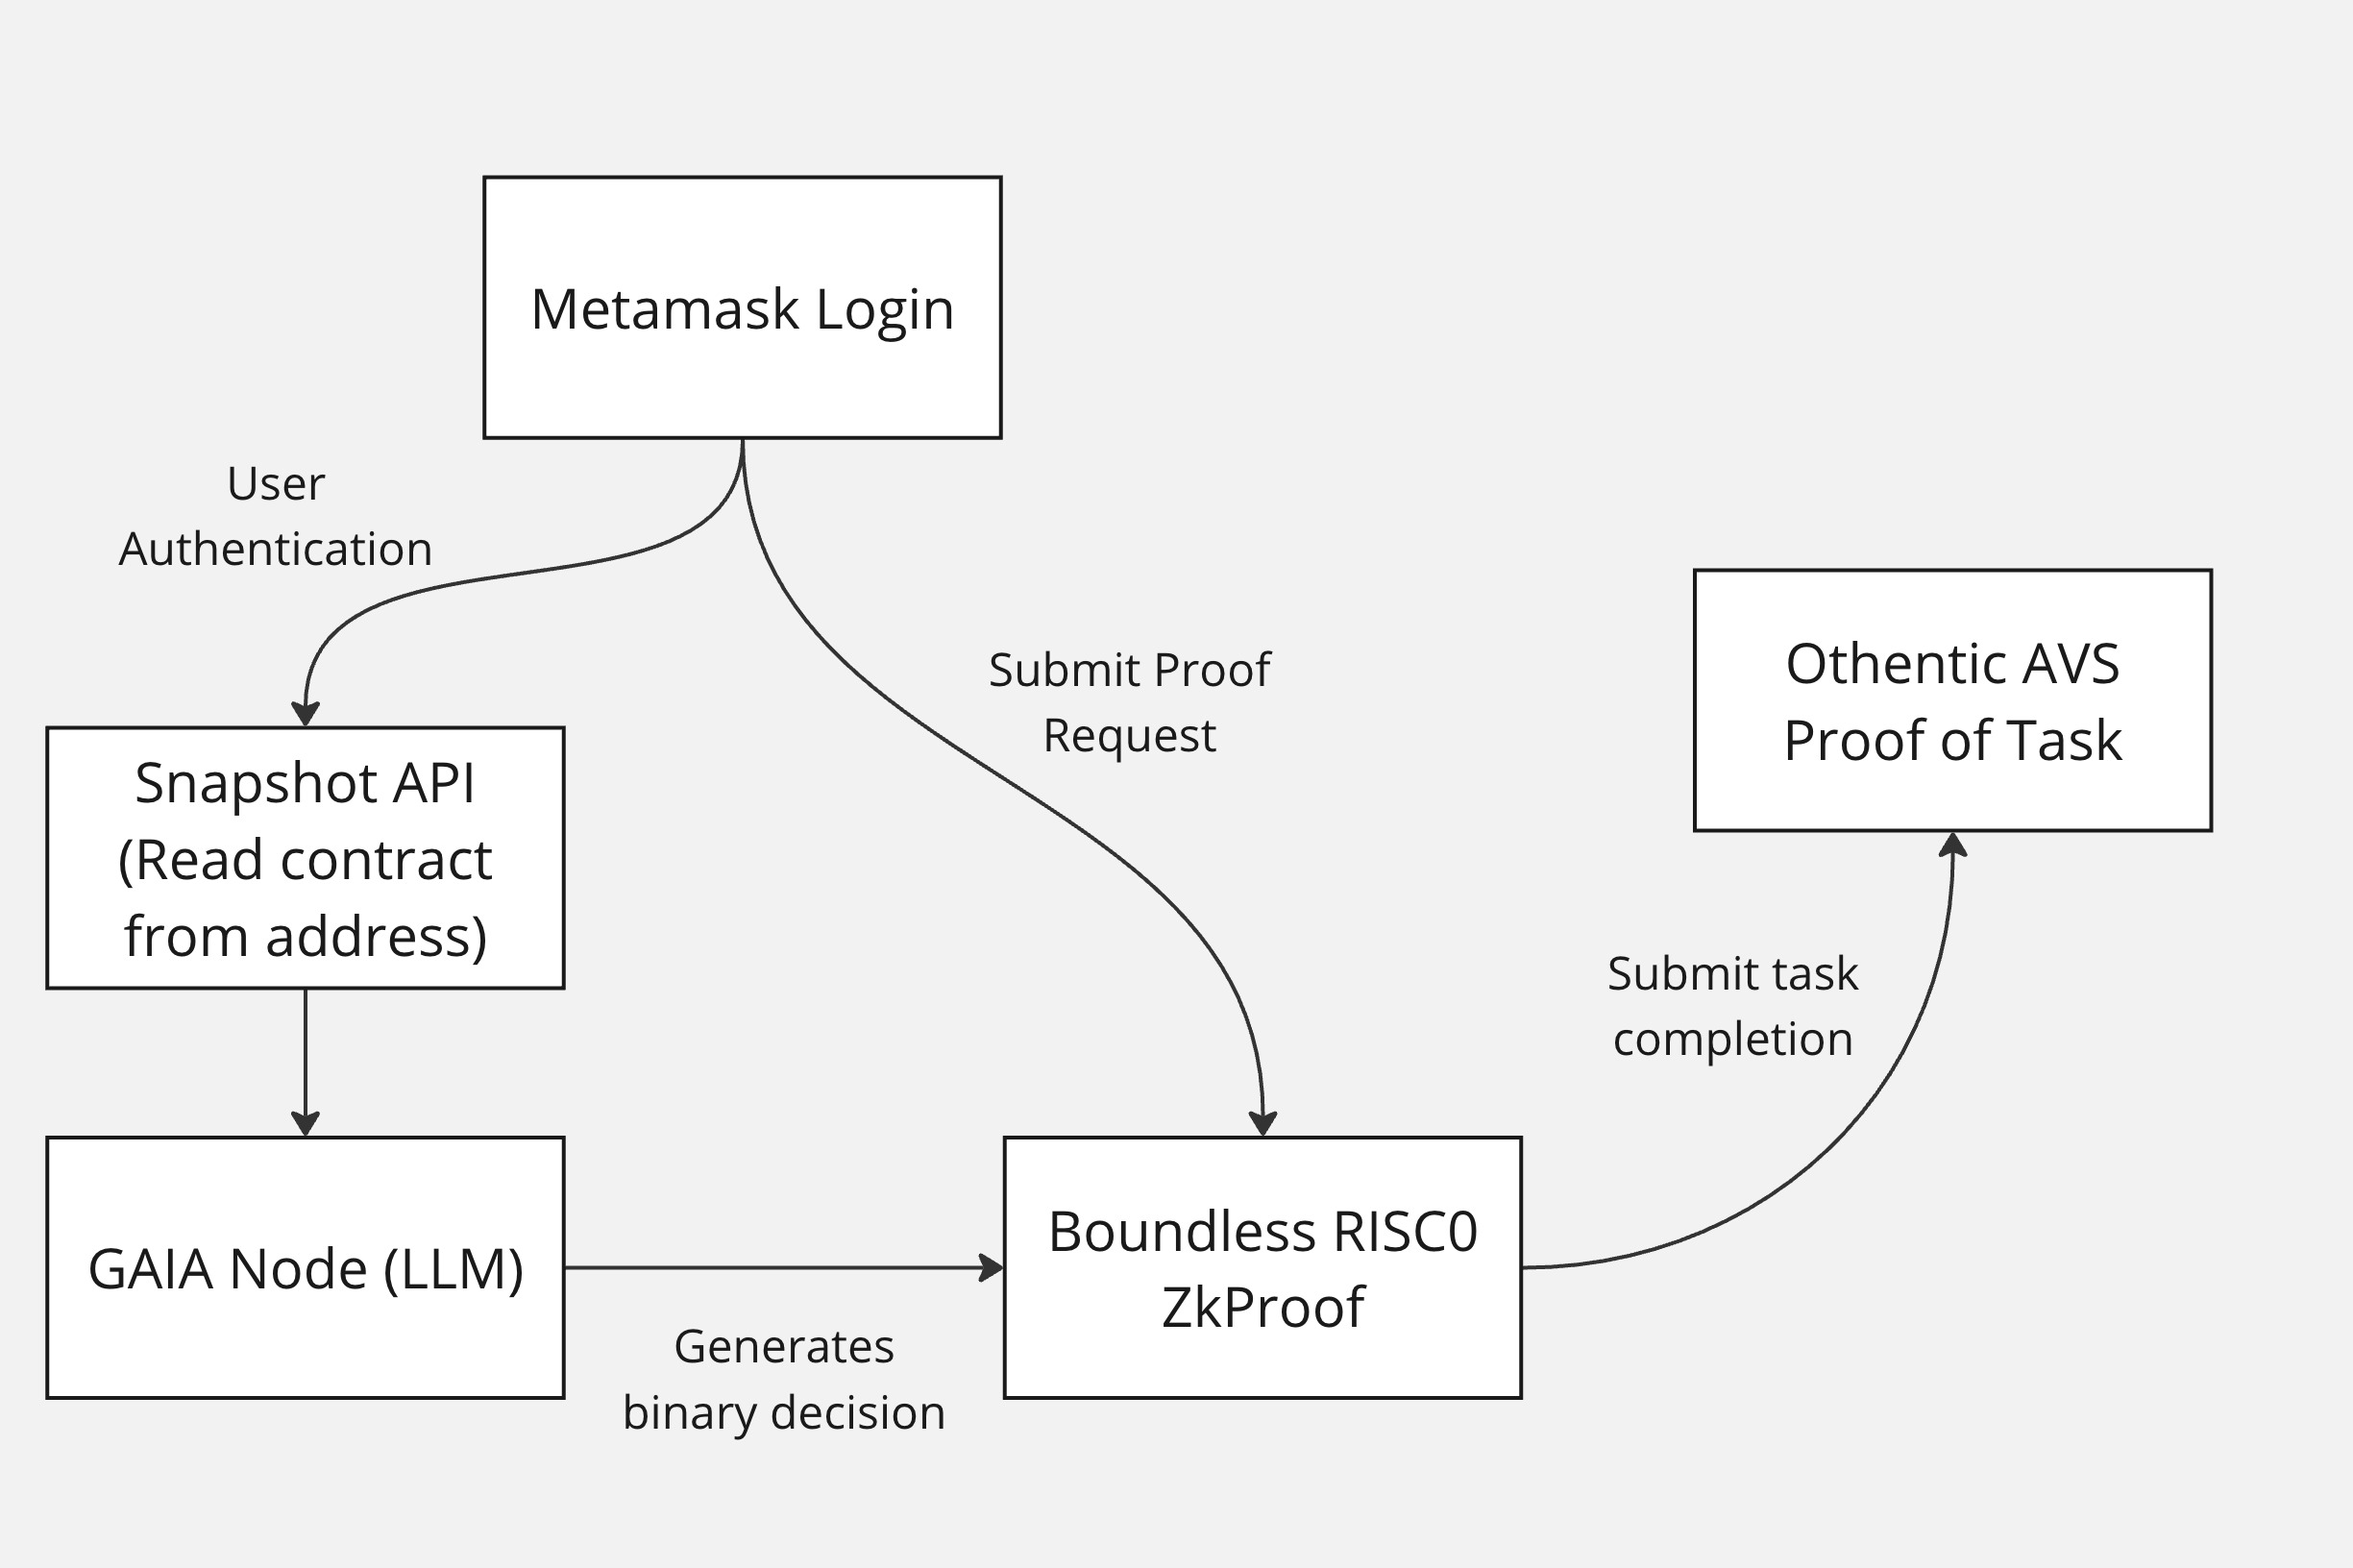 Metamask Login
User
Authentication
Submit Proof
Request
Othentic AVS
Proof of Task
Snapshot API
(Read contract
from address)
Submit task
completion
GAIA Node (LLM)
Generates
binary decision
Boundless RISC0
ZkProof